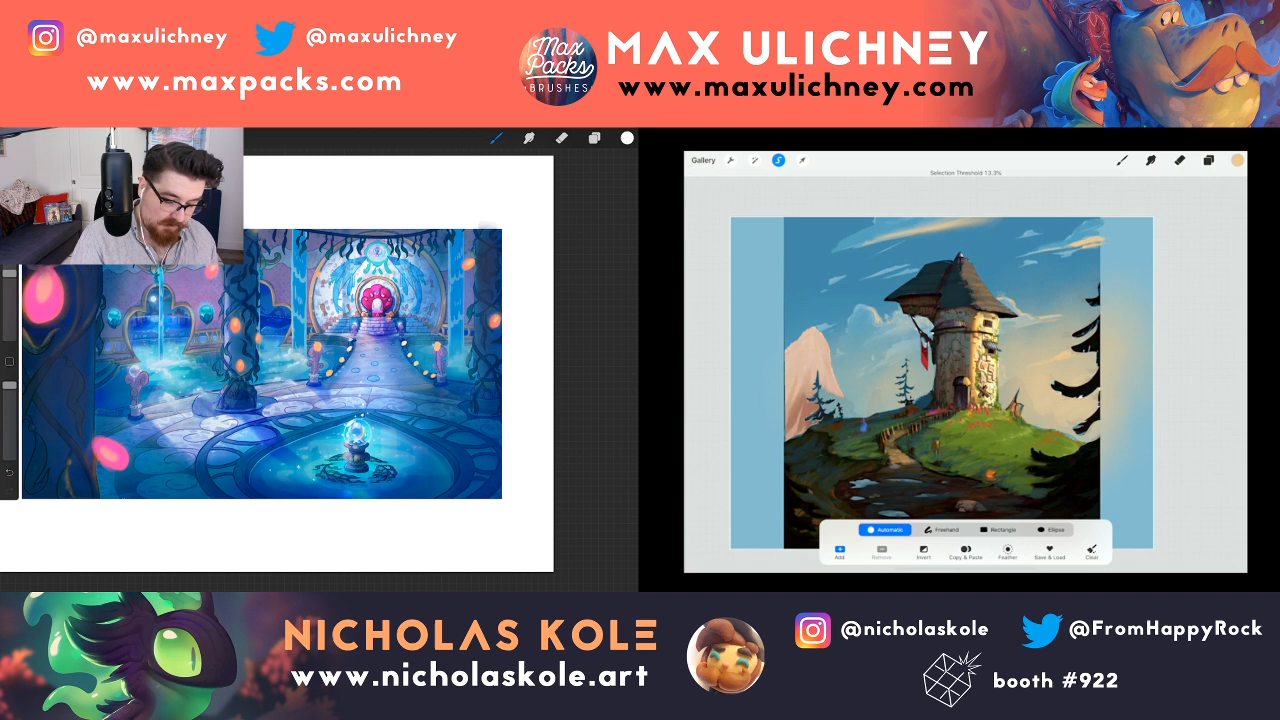 @maxulichney @maxulichney
www.maxpacks.com
Max
Packs
BRUSHES
MAX ULICHNEY
www.maxulichney.com
Gallery
Selection Threshold 13.3%
Automatic Freehand Rectangle Ellipse
Add Remove Invert Copy & Paste Feather Save & Load Clear
NICHOLAS KOLE
www.nicholaskole.art
@nicholaskole @FromHappyRock
booth #922